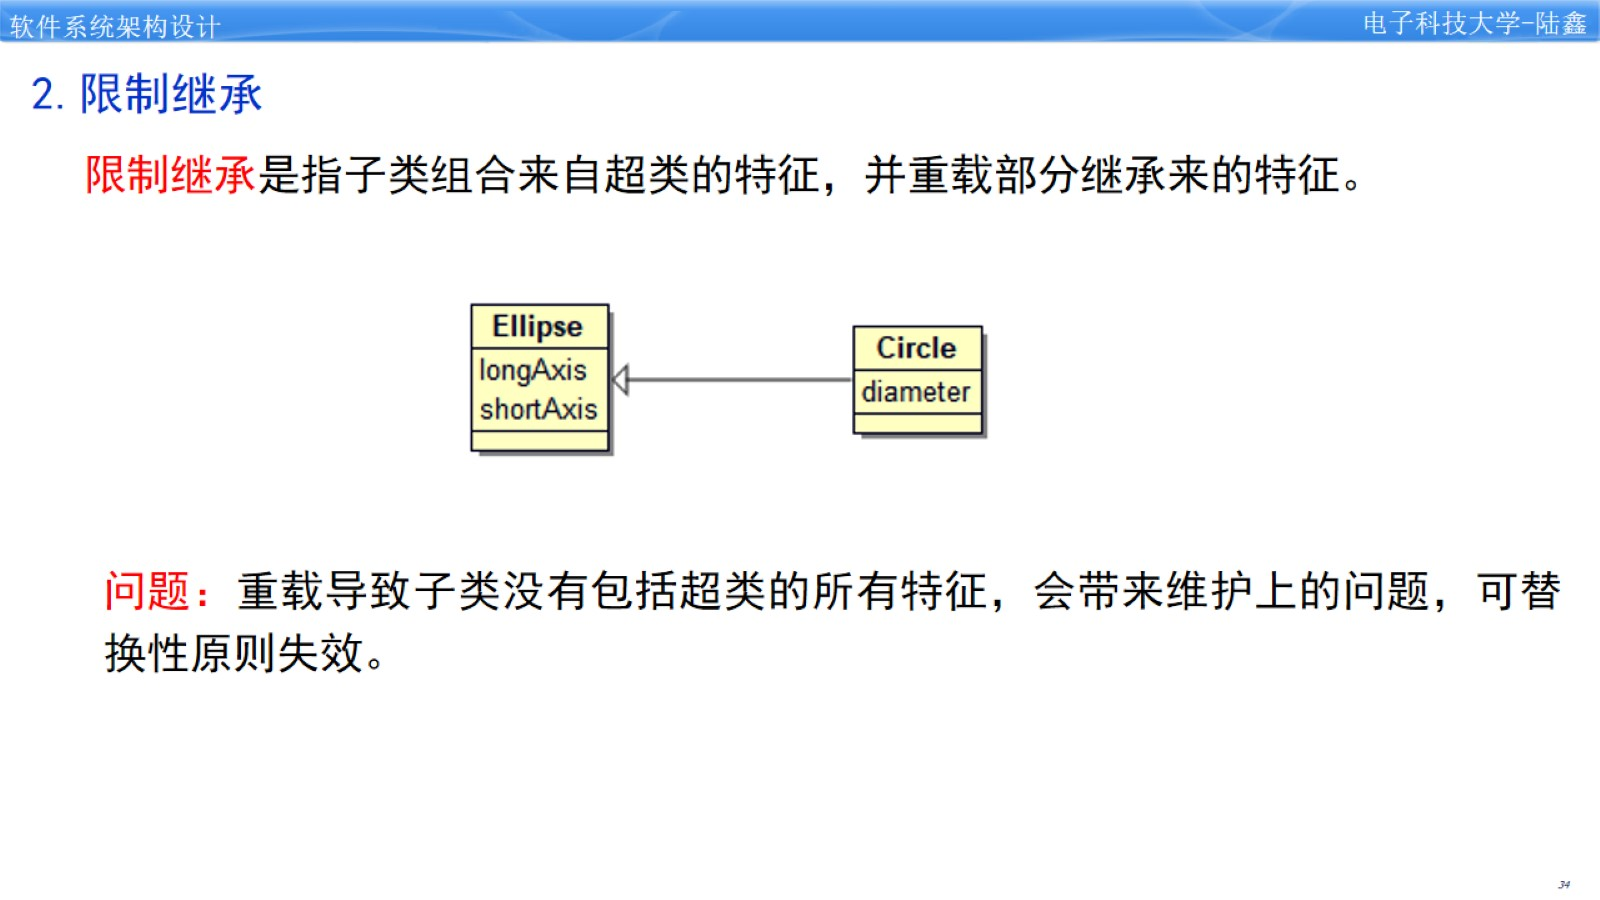 软件系统架构设计
电子科技大学-陆鑫
2. 限制继承
限制继承是指子类组合来自超类的特征，并重载部分继承来的特征。
Ellipse
longAxis
shortAxis
Circle
diameter
问题：重载导致子类没有包括超类的所有特征，会带来维护上的问题，可替
换性原则失效。
34